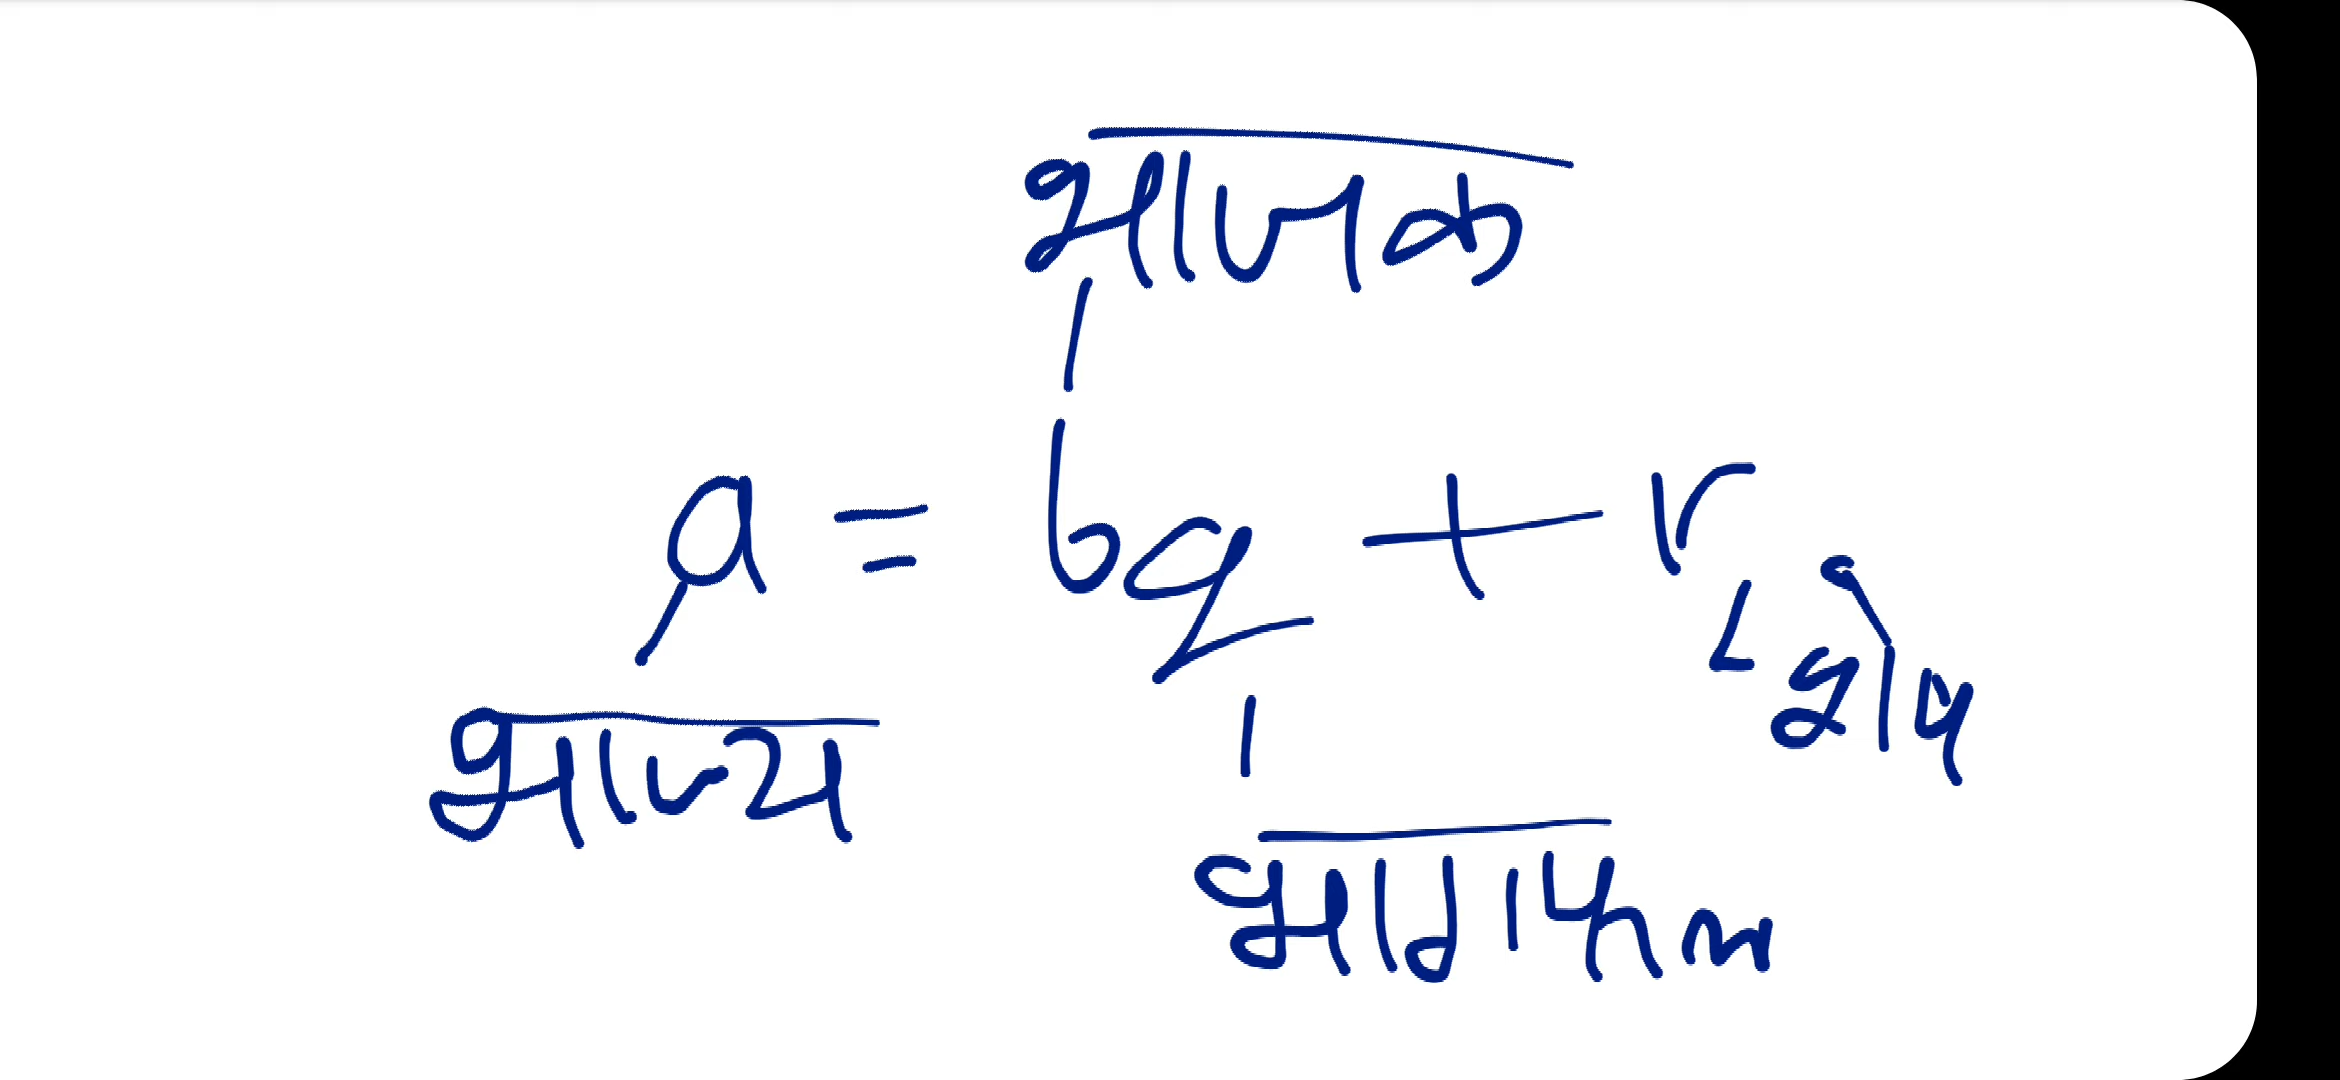 भाजक
a = bq + r
शेष
भाज्य
भागफल